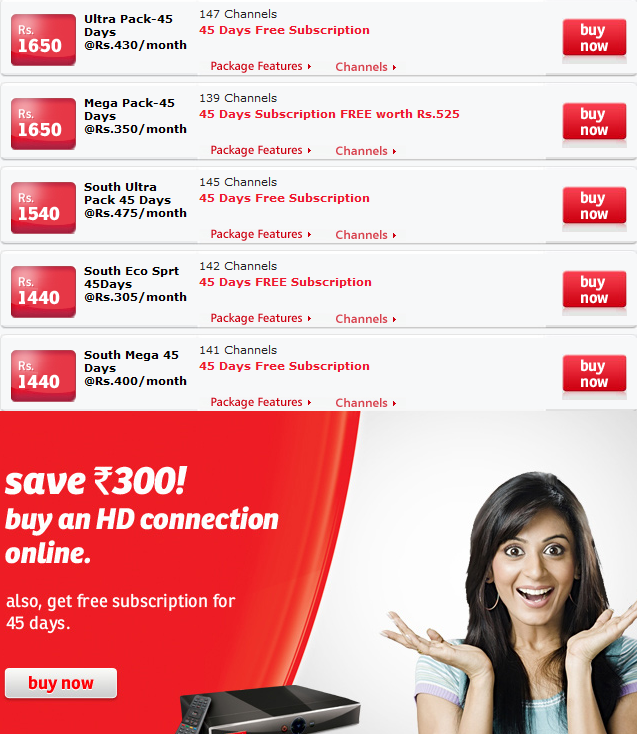 Rs.
1650
Ultra Pack-45
Days
@Rs.430/month
147 Channels
45 Days Free Subscription
Package Features
Channels
buy
now
Rs.
1650
Mega Pack-45
Days
@Rs.350/month
139 Channels
45 Days Subscription FREE worth Rs.525
Package Features
Channels
buy
now
Rs.
1540
South Ultra
Pack 45 Days
@Rs.475/month
145 Channels
45 Days Free Subscription
Package Features
Channels
buy
now
Rs.
1440
South Eco Sprt
45Days
@Rs.305/month
142 Channels
45 Days FREE Subscription
Package Features
Channels
buy
now
Rs.
1440
South Mega 45
Days
@Rs.400/month
141 Channels
45 Days Free Subscription
Package Features
Channels
buy
now
save ₹300!
buy an HD connection
online.
also, get free subscription for
45 days.
buy now